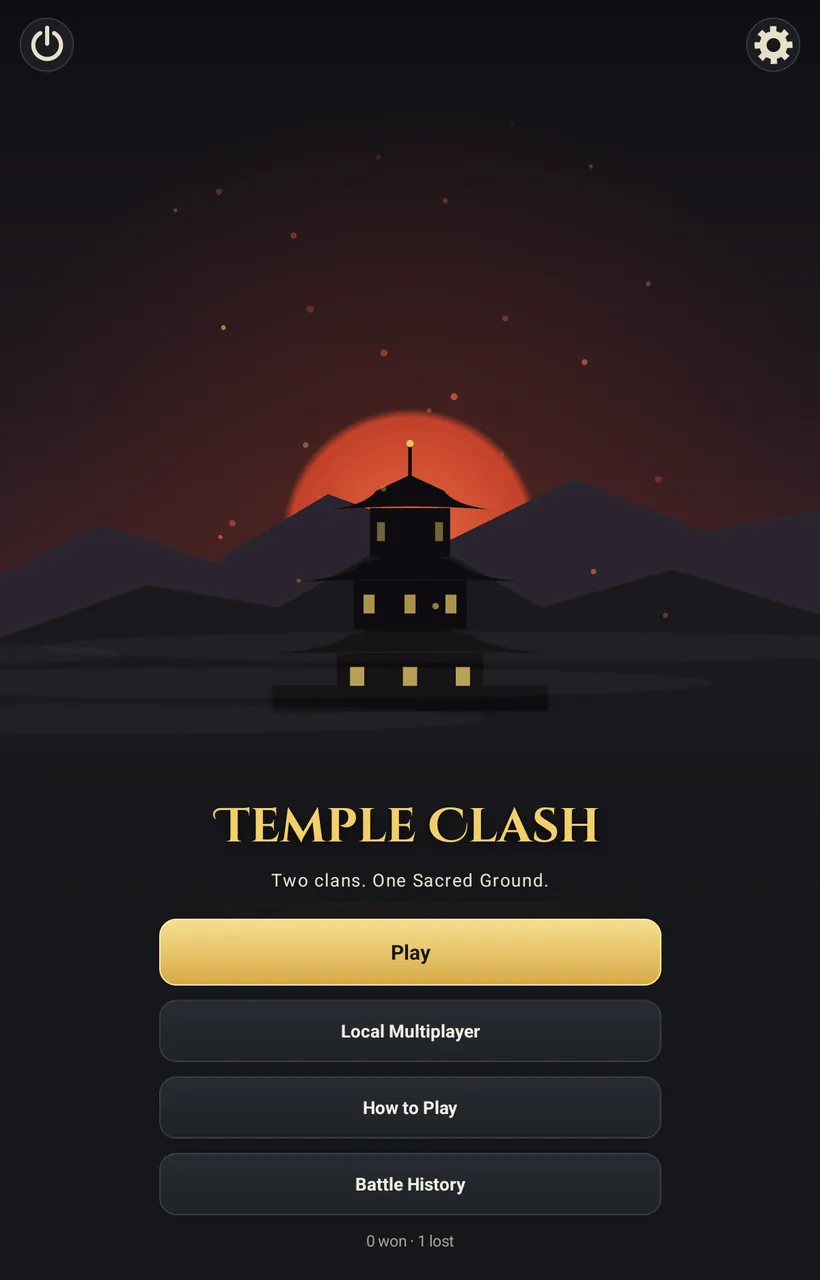 Temple Clash
Two clans. One Sacred Ground.
Play
Local Multiplayer
How to Play
Battle History
0 won · 1 lost